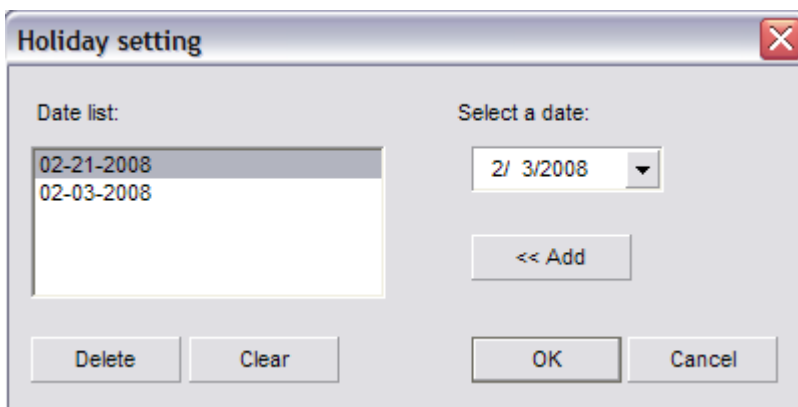 Holiday setting
Date list:
02-21-2008
02-03-2008
Select a date:
2/ 3/2008
<< Add
Delete
Clear
OK
Cancel